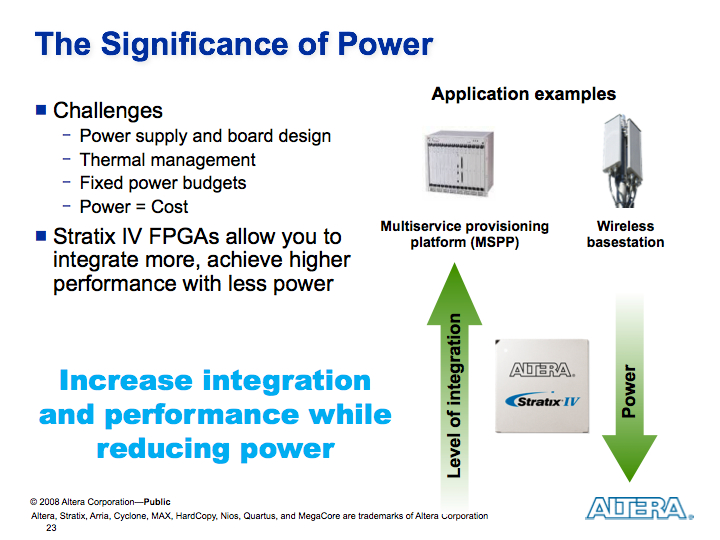 The Significance of Power
Challenges
– Power supply and board design
– Thermal management
– Fixed power budgets
– Power = Cost
Stratix IV FPGAs allow you to
integrate more, achieve higher
performance with less power
Increase integration
and performance while
reducing power
Application examples
Multiservice provisioning
platform (MSPP)
Wireless
basestation
Level of integration
ALTERA®
Stratix IV
Power
© 2008 Altera Corporation—Public
Altera, Stratix, Arria, Cyclone, MAX, HardCopy, Nios, Quartus, and MegaCore are trademarks of Altera Corporation
23
ALTERA®